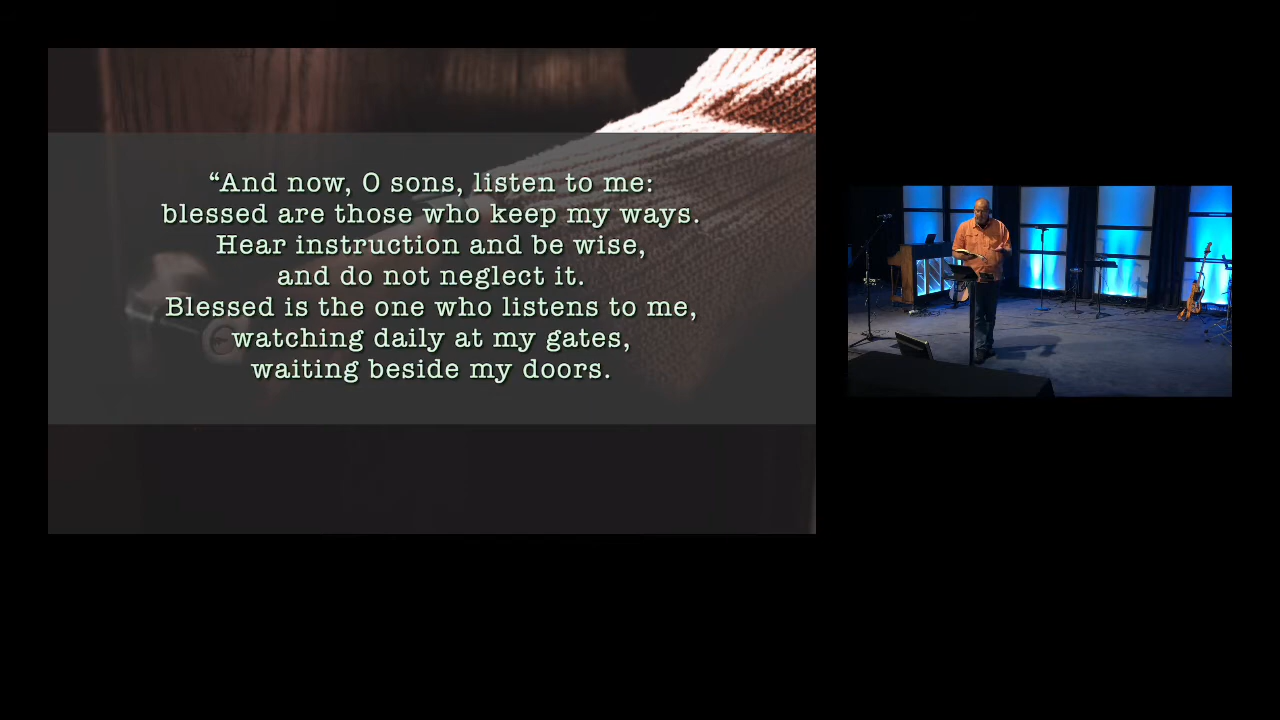 “And now, O sons, listen to me:
blessed are those who keep my ways.
Hear instruction and be wise,
and do not neglect it.
Blessed is the one who listens to me,
watching daily at my gates,
waiting beside my doors.